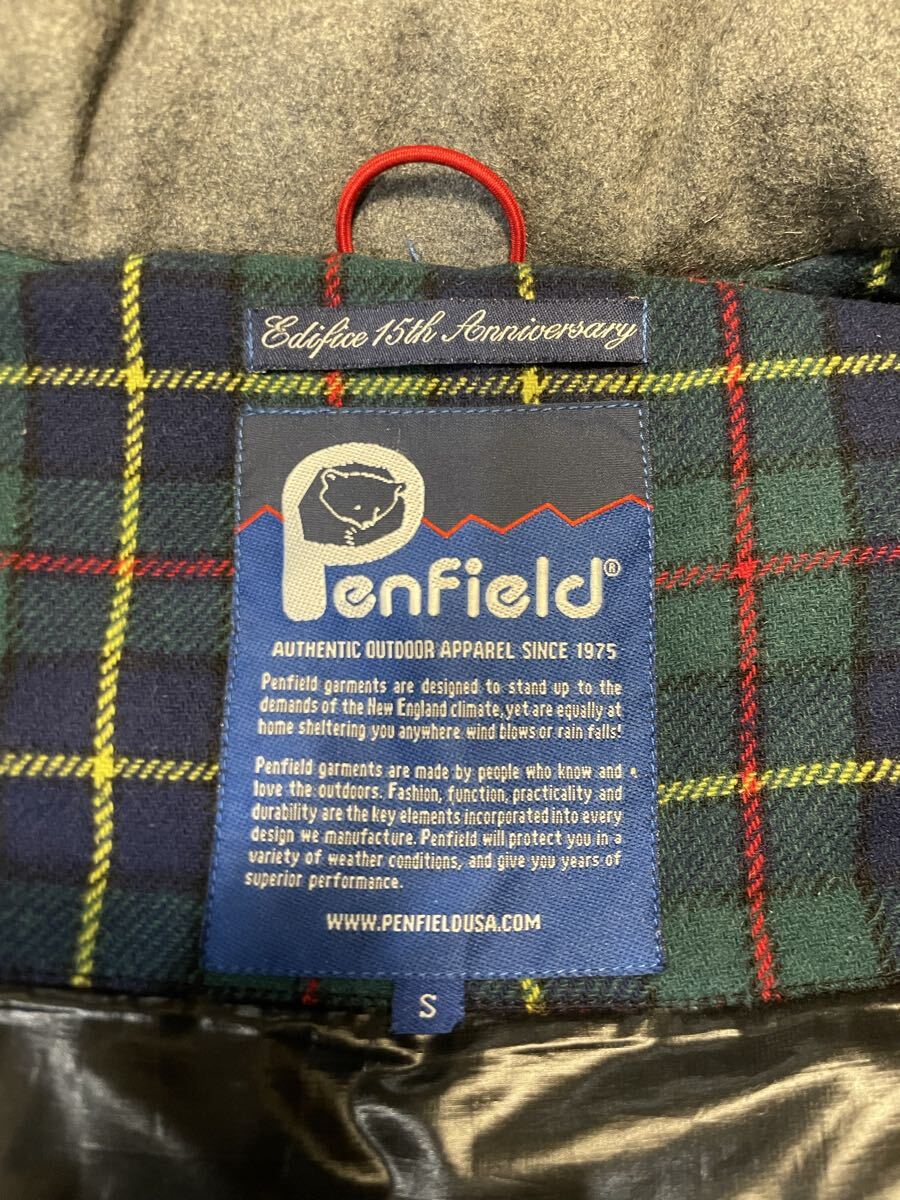 Edifice 15th Anniversary
Penfield®
AUTHENTIC OUTDOOR APPAREL SINCE 1975
Penfield garments are designed to stand up to the
demands of the New England climate, yet are equally at
home sheltering you anywhere wind blows or rain falls!
Penfield garments are made by people who know and
love the outdoors. Fashion, function, practicality and
durability are the key elements incorporated into every
design we manufacture. Penfield will protect you in a
variety of weather conditions, and give you years of
superior performance.
WWW.PENFIELDUSA.COM
S